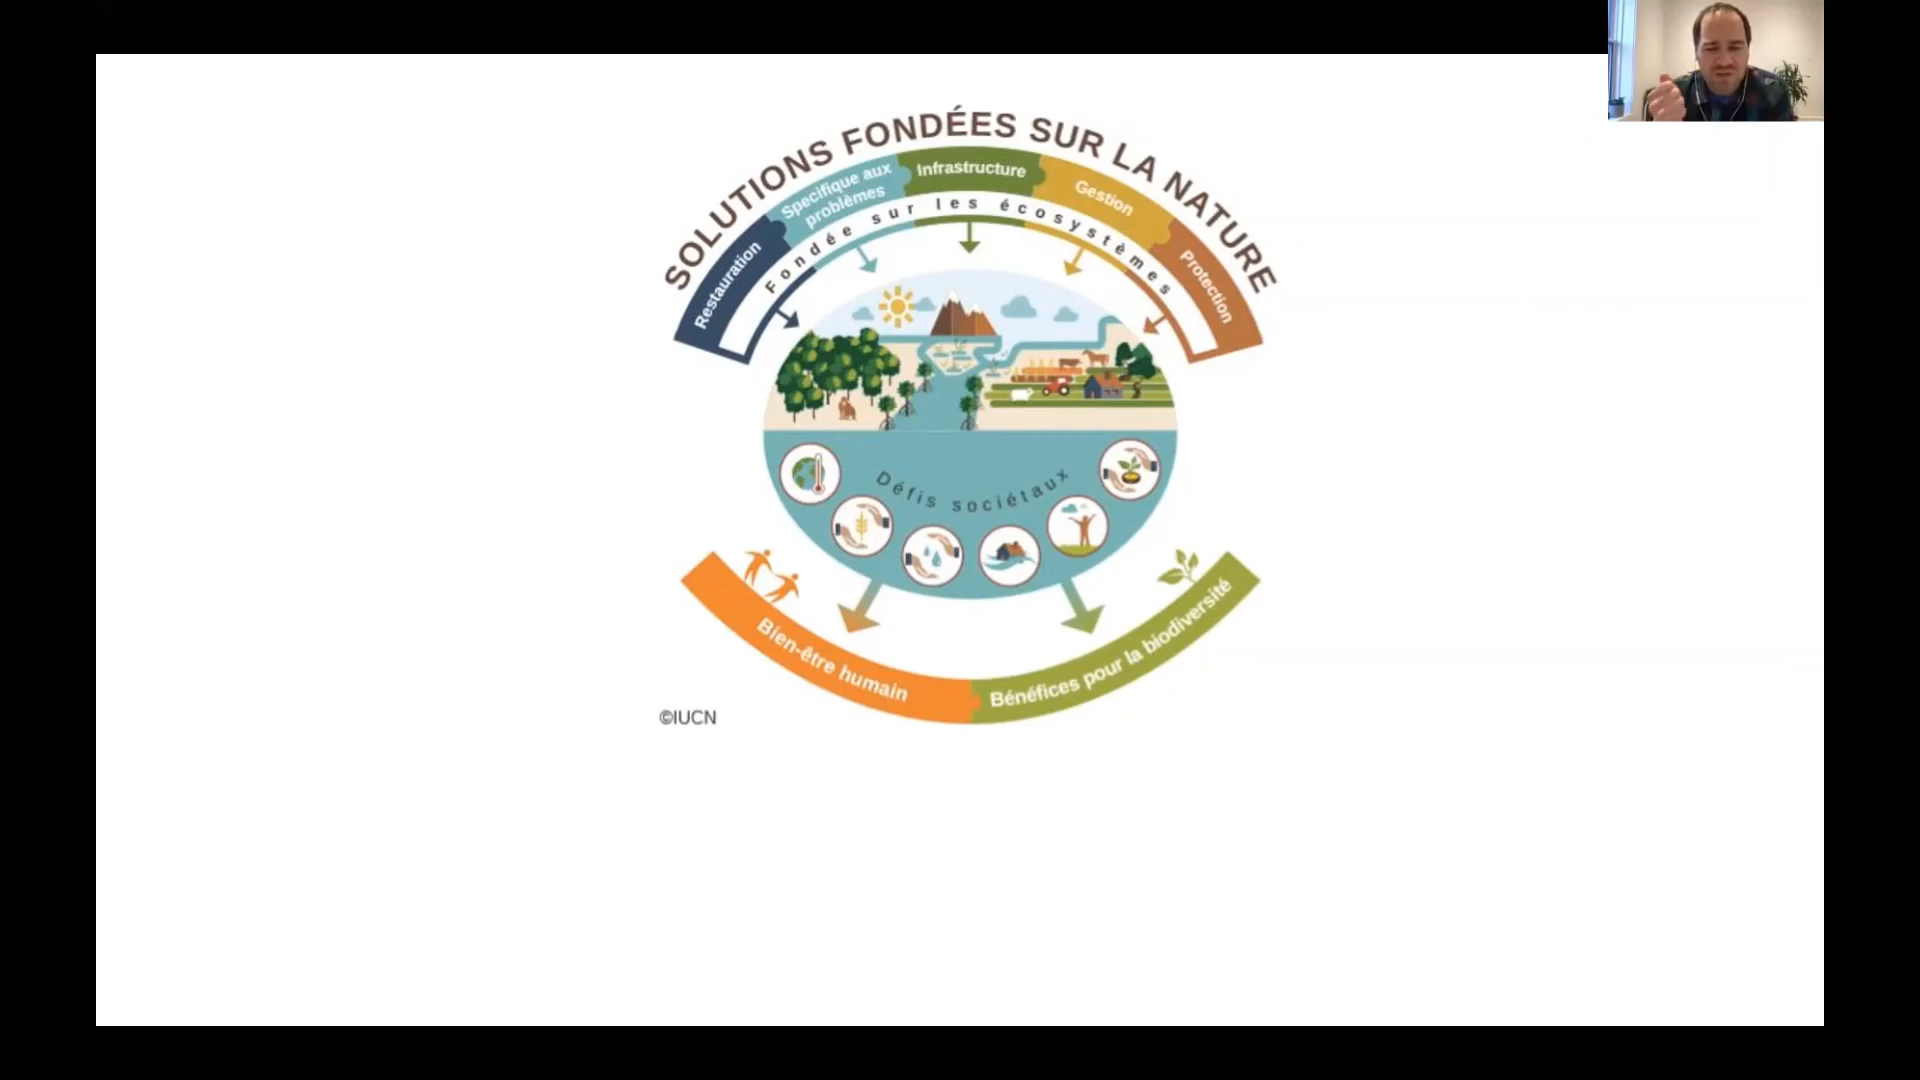 SOLUTIONS FONDÉES SUR LA NATURE
Restauration
Specifique aux
problèmes
Infrastructure
Gestion
Protection
Fondée sur les écosystèmes
Défis sociétaux
Bien-être humain
Bénéfices pour la biodiversité
©IUCN